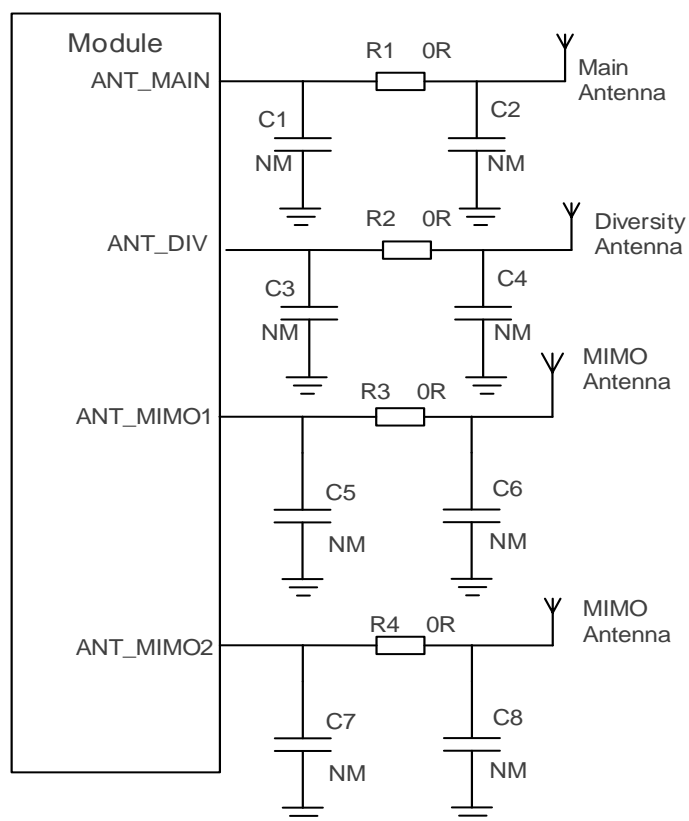 Module
R1 0R
ANT_MAIN
Main
Antenna
C1
C2
NM
NM
R2 0R
Diversity
Antenna
ANT_DIV
C3
C4
NM
NM
MIMO
Antenna
R3 0R
ANT_MIMO1
C5
C6
NM
NM
MIMO
Antenna
R4 0R
ANT_MIMO2
C7
C8
NM
NM